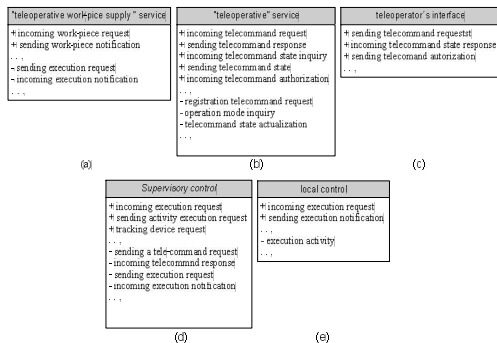 "teleoperative worl-pice supply" service
+ incoming work-piece request
+ sending work-piece notification
. . ,
- sending execution request
- incoming execution notification
. . ,
(a)
"teleoperative" service
+ incoming telecommand request
+ sending telecommand response
+ incoming telecommand state inquiry
+ sending telecommand state
+ incoming telecommand authorization
. . ,
- registration telecommand request
- operation mode inquiry
- telecommand state actualization
. . ,
(b)
teleoperator's interface
+ sending telecommand requestst
+ incoming telecommand state response
+ sending telecomand autorization
. . ,
(c)
Supervisory control
+ incoming execution request
+ sending activity execution request
+ tracking device request
. . ,
- sending a tele-command request
- incoming telecommnd response
- sending execution request
- incoming execution notification
. . ,
(d)
local control
+ incoming execution request
+ sending execution notification
. . ,
- execution activity
. . ,
(e)